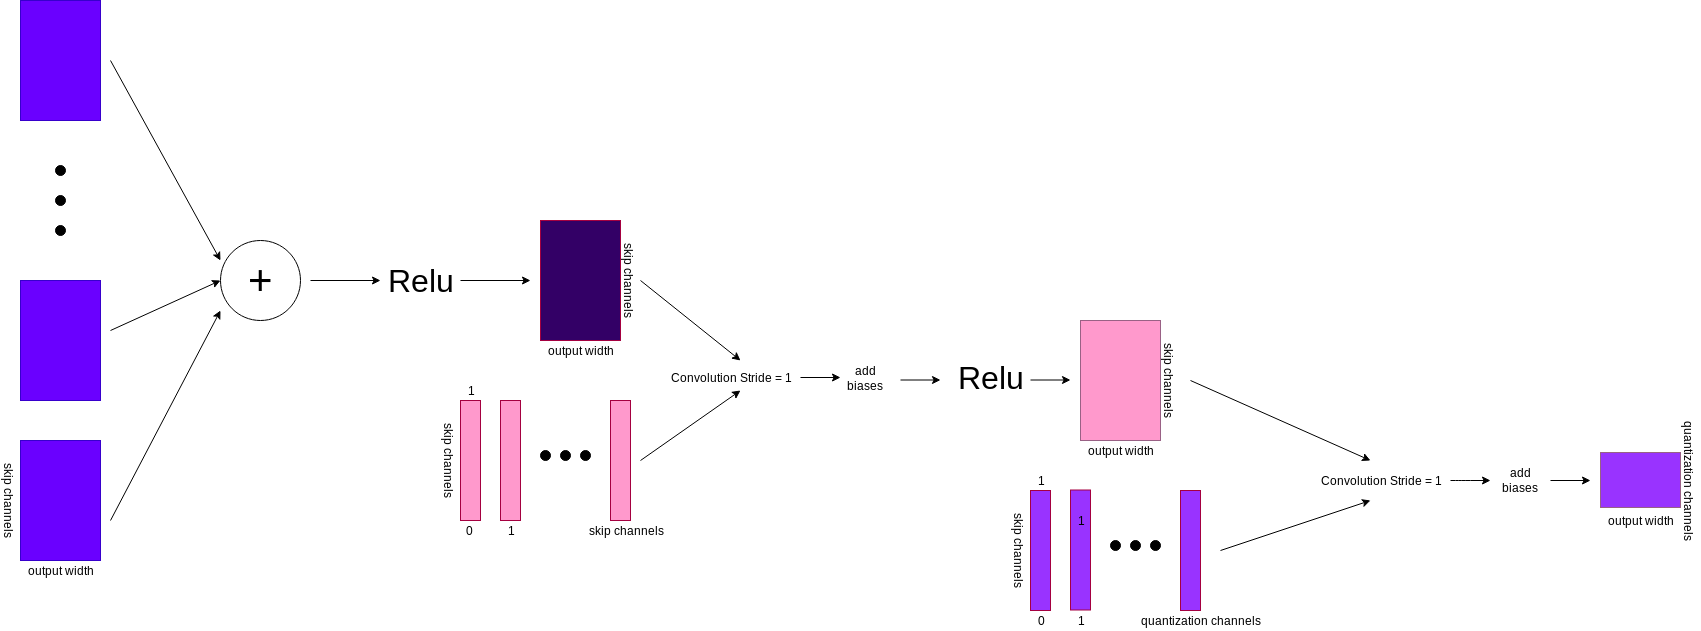 skip channels
output width
+
Relu
skip channels
output width
1
skip channels
0
1
skip channels
Convolution Stride = 1
add
biases
Relu
skip channels
output width
1
skip channels
1
0
1
quantization channels
Convolution Stride = 1
add
biases
quantization channels
output width